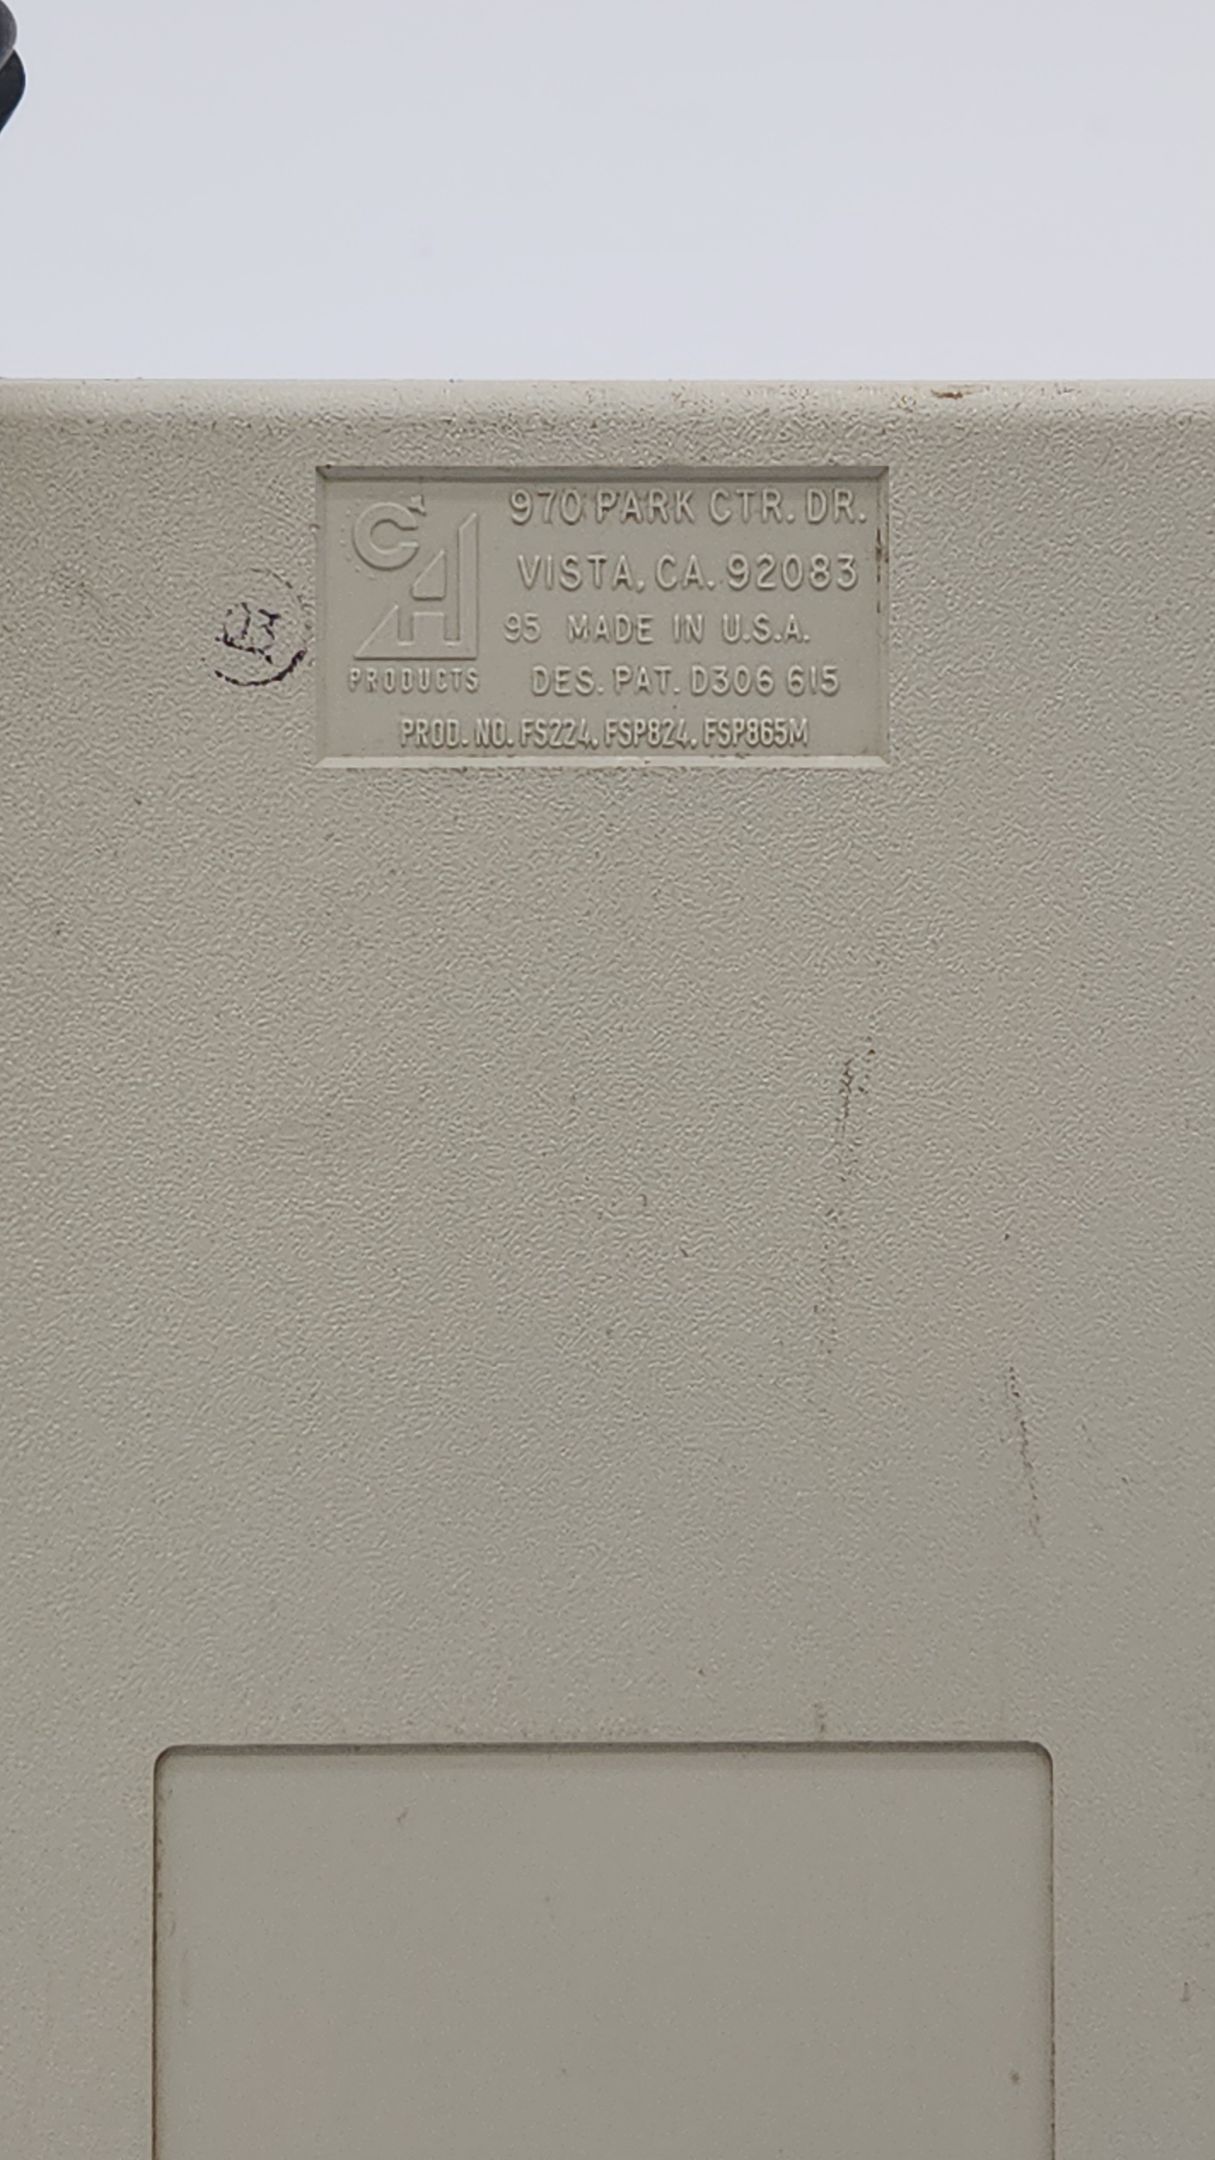 CH
PRODUCTS
970 PARK CTR. DR.
VISTA, CA. 92083
95 MADE IN U.S.A.
DES. PAT. D306 615
PROD. NO. FS224, FSP824, FSP865M